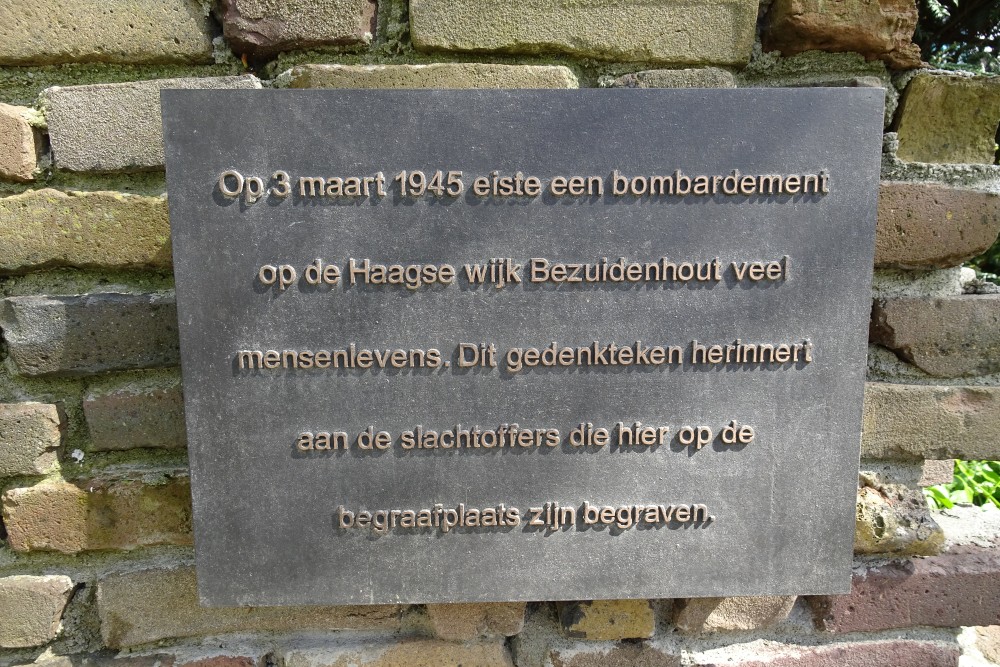 Op 3 maart 1945 eiste een bombardement
op de Haagse wijk Bezuidenhout veel
mensenlevens. Dit gedenkteken herinnert
aan de slachtoffers die hier op de
begraafplaats zijn begraven.